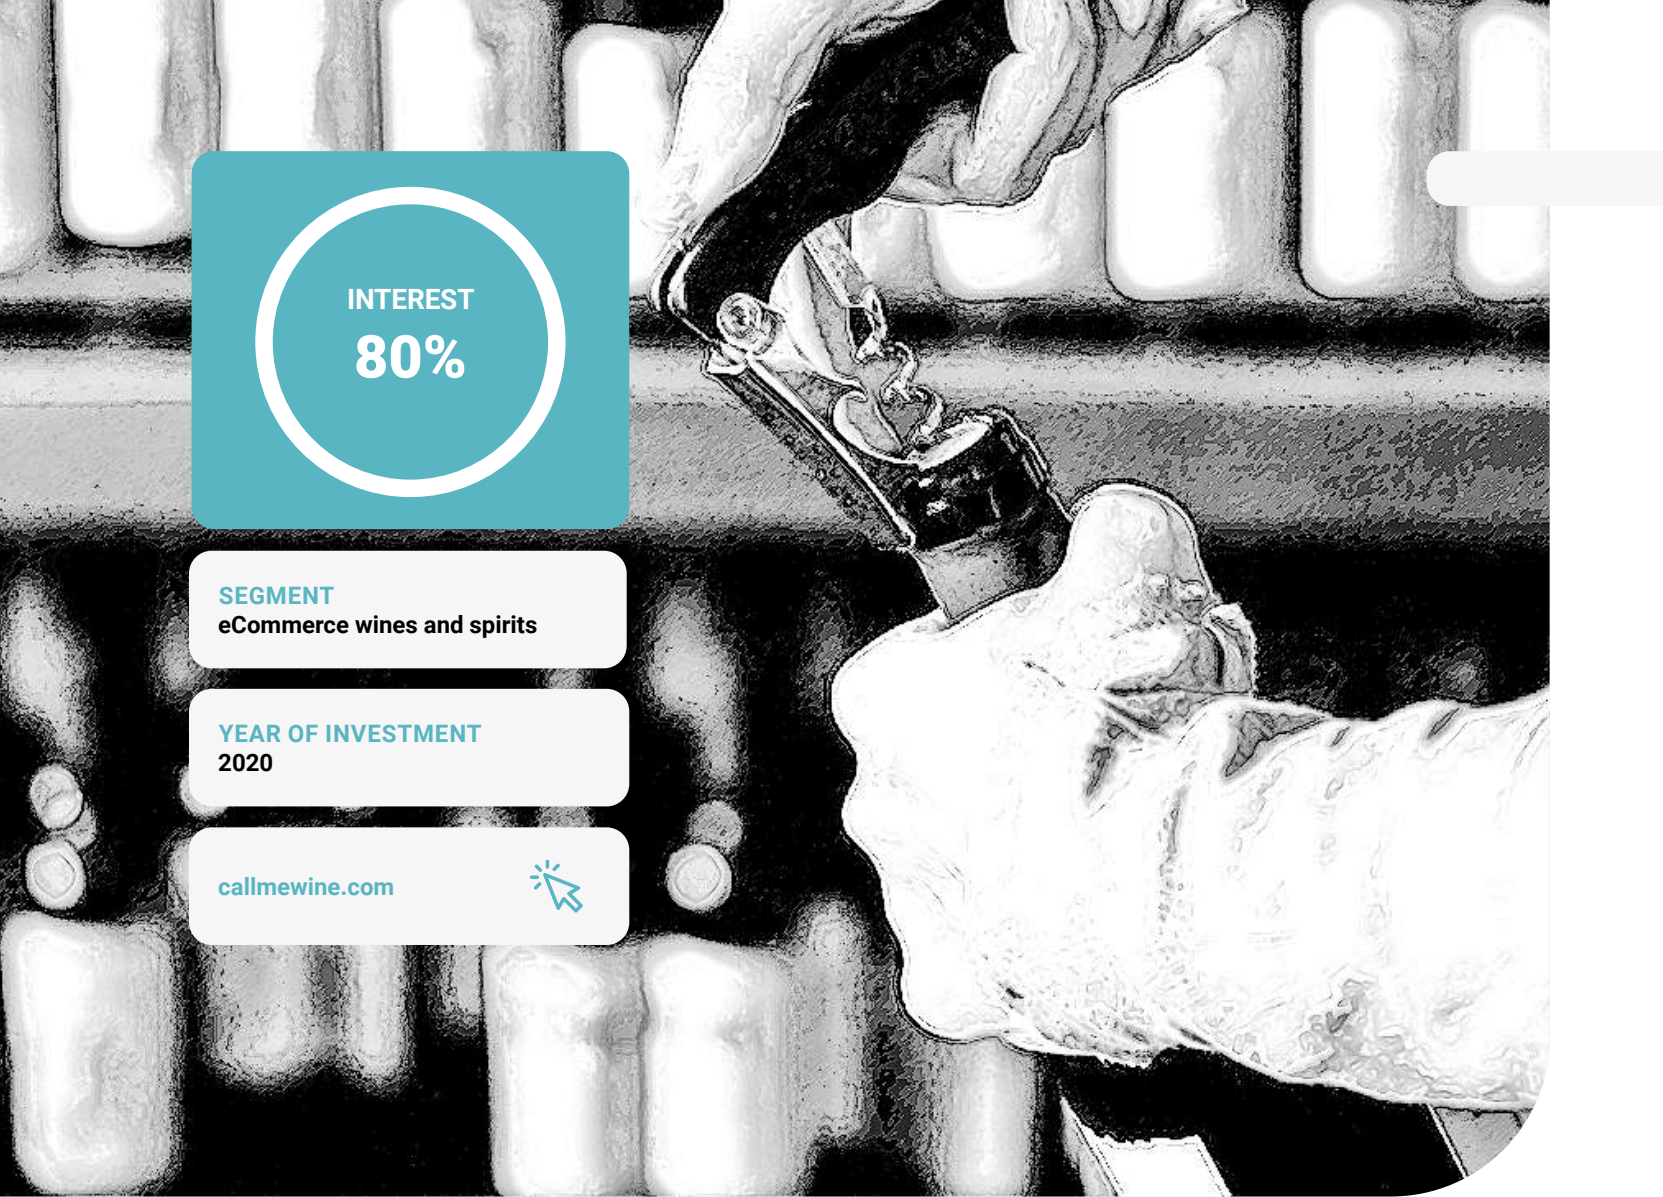 INTEREST
80%
SEGMENT
eCommerce wines and spirits
YEAR OF INVESTMENT
2020
callmewine.com